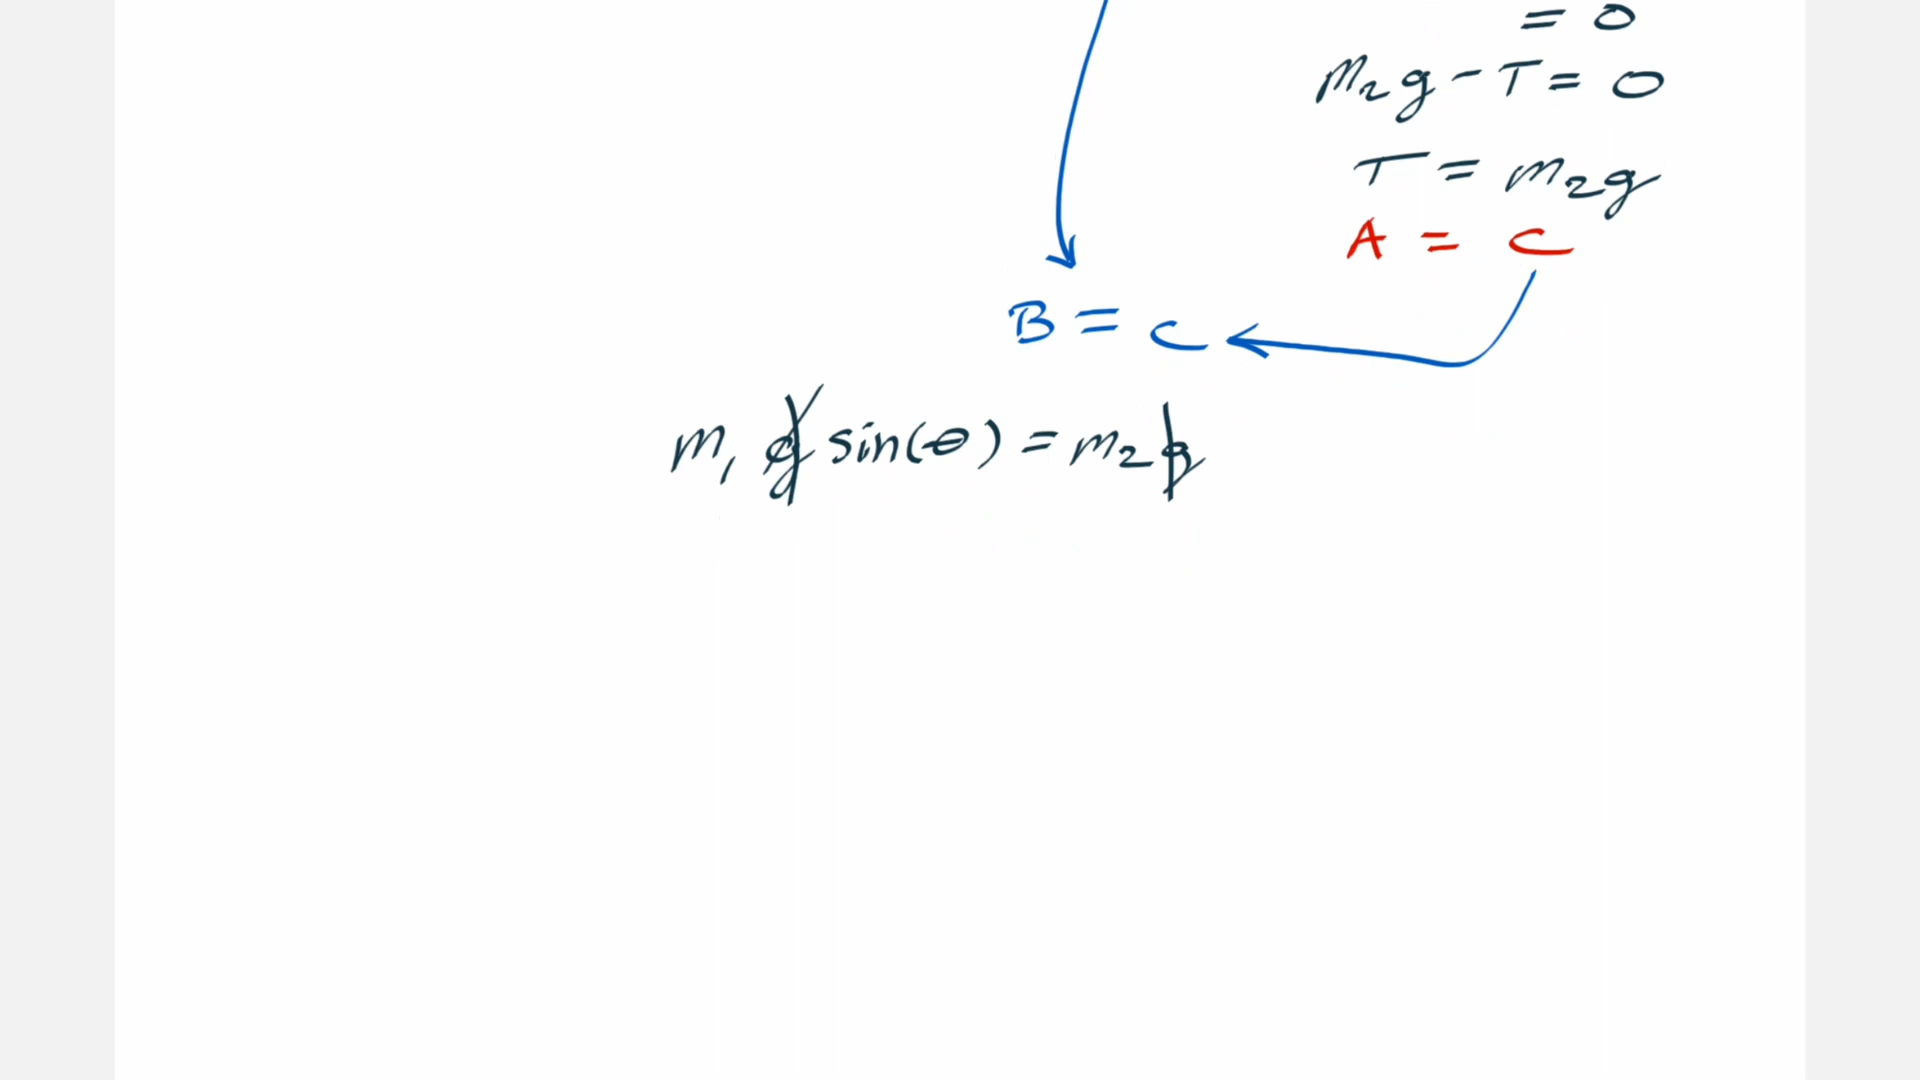 = 0
m₂g - T = 0
T = m₂g
A = C
B = C
m₁ g sin(θ) = m₂ g